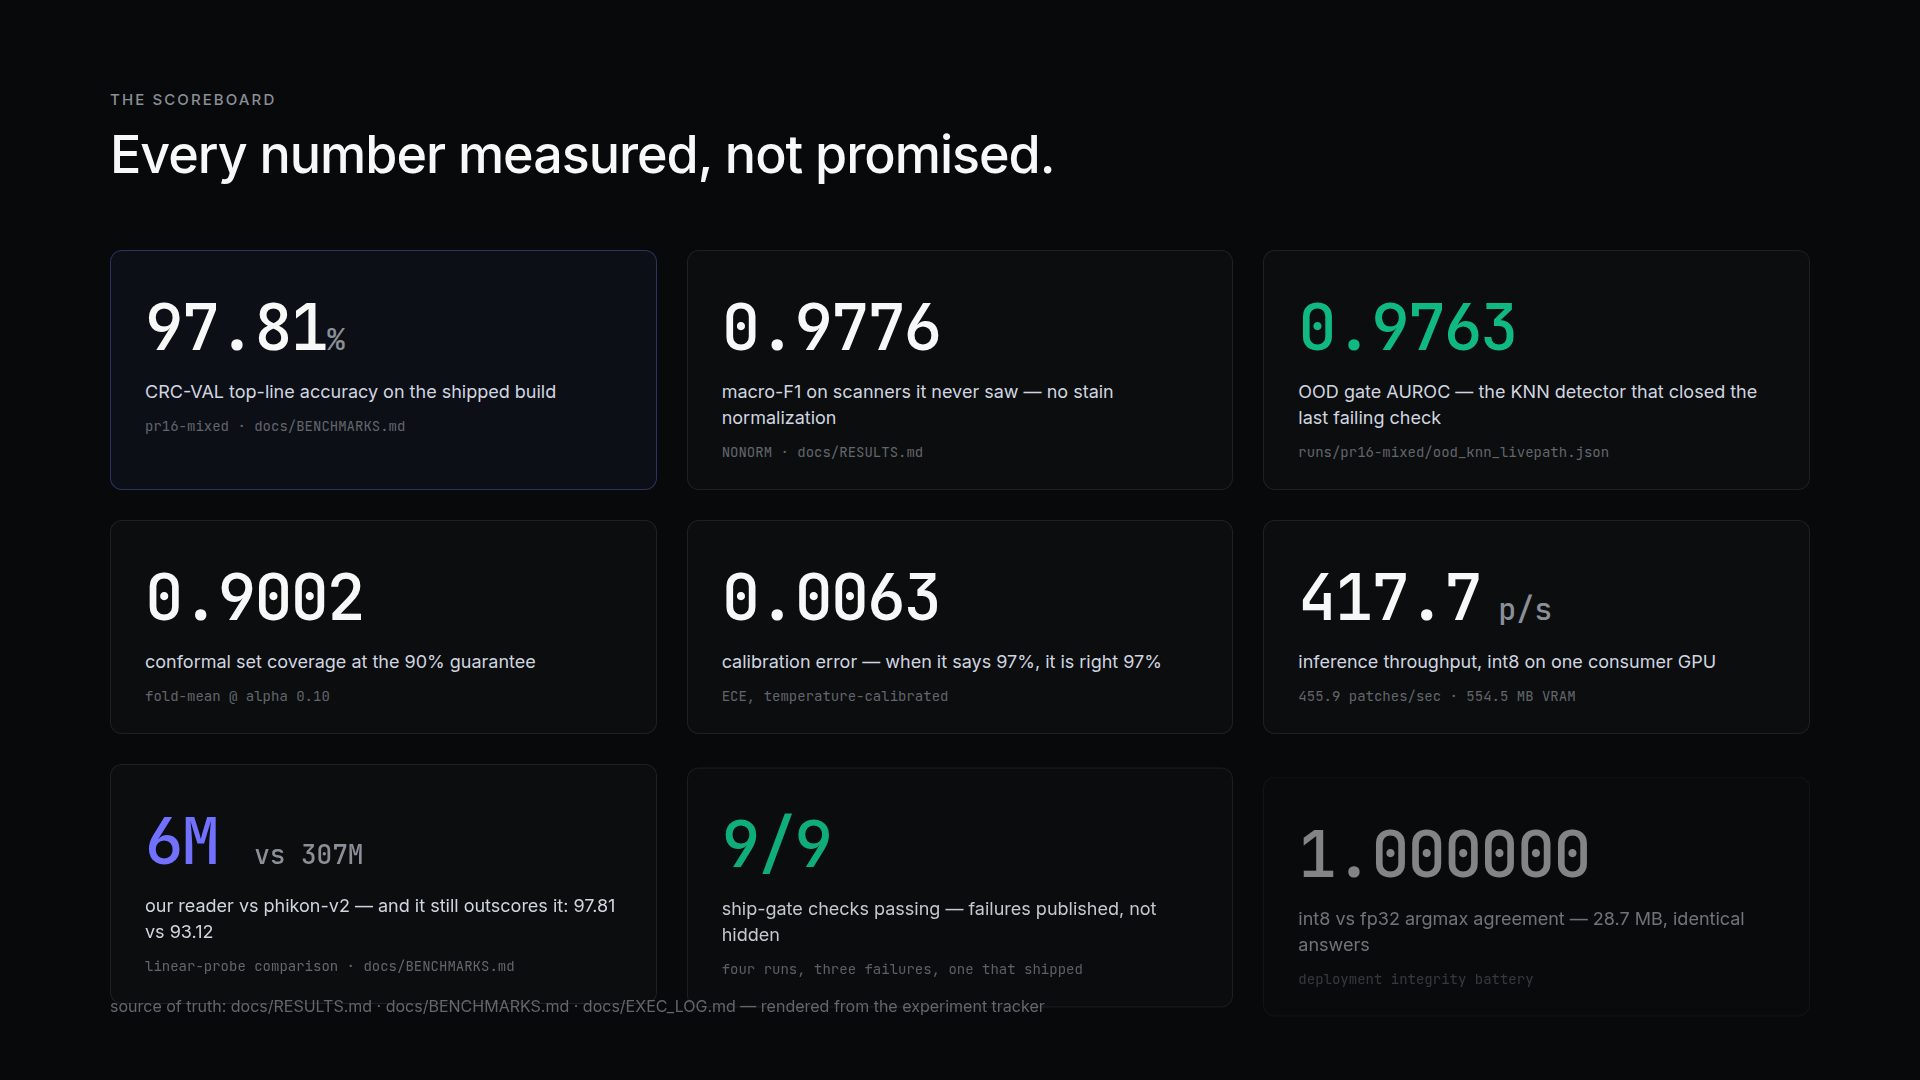 THE SCOREBOARD
Every number measured, not promised.
97.81%
CRC-VAL top-line accuracy on the shipped build
pr16-mixed · docs/BENCHMARKS.md
0.9776
macro-F1 on scanners it never saw — no stain
normalization
NONORM · docs/RESULTS.md
0.9763
OOD gate AUROC — the KNN detector that closed the
last failing check
runs/pr16-mixed/ood_knn_livepath.json
0.9002
conformal set coverage at the 90% guarantee
fold-mean @ alpha 0.10
0.0063
calibration error — when it says 97%, it is right 97%
ECE, temperature-calibrated
417.7 p/s
inference throughput, int8 on one consumer GPU
455.9 patches/sec · 554.5 MB VRAM
6M vs 307M
our reader vs phikon-v2 — and it still outscores it: 97.81
vs 93.12
linear-probe comparison · docs/BENCHMARKS.md
9/9
ship-gate checks passing — failures published, not
hidden
four runs, three failures, one that shipped
1.000000
int8 vs fp32 argmax agreement — 28.7 MB, identical
answers
deployment integrity battery
source of truth: docs/RESULTS.md · docs/BENCHMARKS.md · docs/EXEC_LOG.md — rendered from the experiment tracker